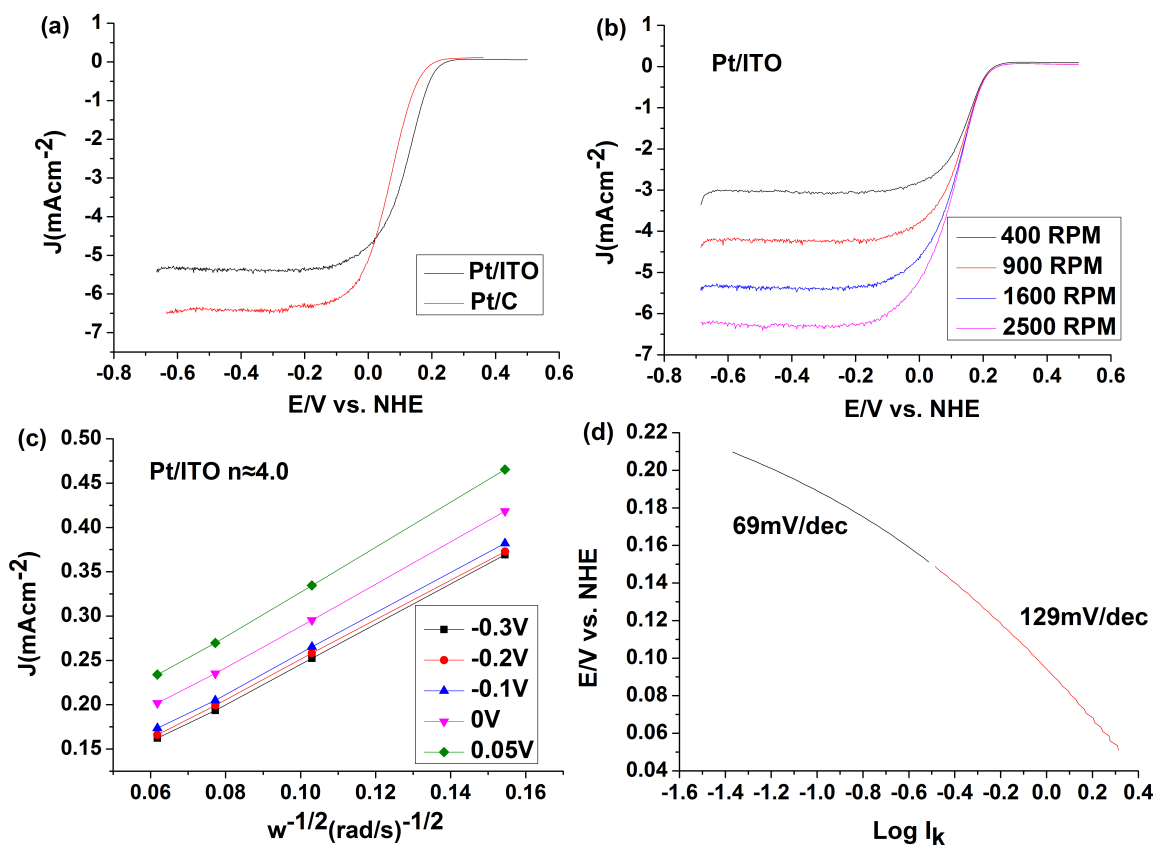 (a)
1
0
-1
-2
-3
-4
-5
-6
-7
J(mAcm-2)
-0.8 -0.6 -0.4 -0.2 0.0 0.2 0.4 0.6
E/V vs. NHE
Pt/ITO
Pt/C
(b)
Pt/ITO
1
0
-1
-2
-3
-4
-5
-6
-7
J(mAcm-2)
-0.8 -0.6 -0.4 -0.2 0.0 0.2 0.4 0.6
E/V vs. NHE
400 RPM
900 RPM
1600 RPM
2500 RPM
(c)
Pt/ITO n≈4.0
0.50
0.45
0.40
0.35
0.30
0.25
0.20
0.15
J(mAcm-2)
0.06 0.08 0.10 0.12 0.14 0.16
w-1/2(rad/s)-1/2
-0.3V
-0.2V
-0.1V
0V
0.05V
(d)
0.22
0.20
0.18
0.16
0.14
0.12
0.10
0.08
0.06
0.04
E/V vs. NHE
69mV/dec
129mV/dec
-1.6 -1.4 -1.2 -1.0 -0.8 -0.6 -0.4 -0.2 0.0 0.2 0.4
Log Ik